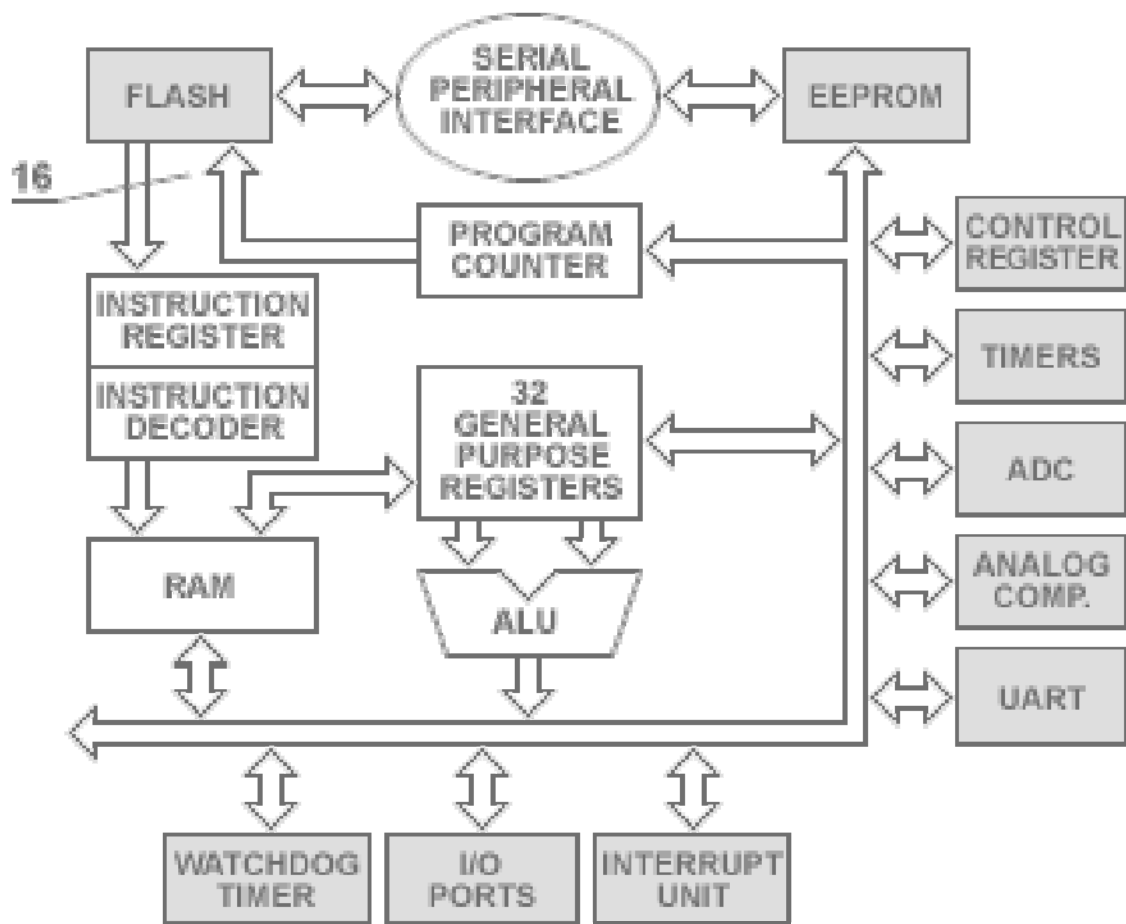 SERIAL
PERIPHERAL
INTERFACE
FLASH
EEPROM
16
PROGRAM
COUNTER
CONTROL
REGISTER
INSTRUCTION
REGISTER
TIMERS
INSTRUCTION
DECODER
32
GENERAL
PURPOSE
REGISTERS
ADC
RAM
ALU
ANALOG
COMP.
UART
WATCHDOG
TIMER
I/O
PORTS
INTERRUPT
UNIT